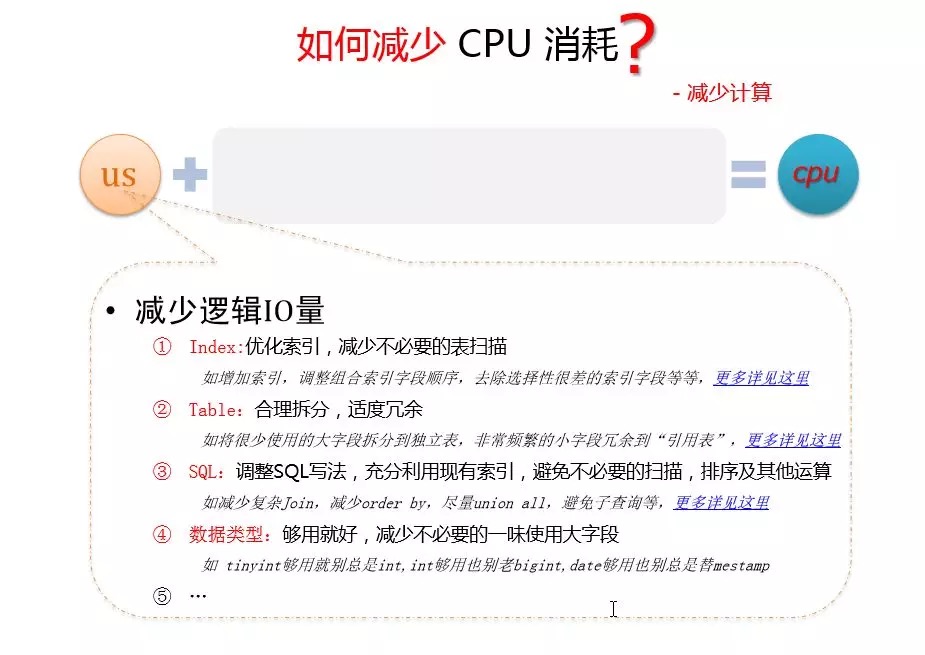 如何减少 CPU 消耗?
- 减少计算
us
cpu
• 减少逻辑IO量
① Index:优化索引，减少不必要的表扫描
如增加索引，调整组合索引字段顺序，去除选择性很差的索引字段等等，更多详见这里
② Table：合理拆分，适度冗余
如将很少使用的大字段拆分到独立表，非常频繁的小字段冗余到“引用表”，更多详见这里
③ SQL：调整SQL写法，充分利用现有索引，避免不必要的扫描，排序及其他运算
如减少复杂Join，减少order by，尽量union all，避免子查询等，更多详见这里
④ 数据类型：够用就好，减少不必要的一味使用大字段
如 tinyint够用就别总是int,int够用也别老bigint,date够用也别总是替mestamp
⑤ …